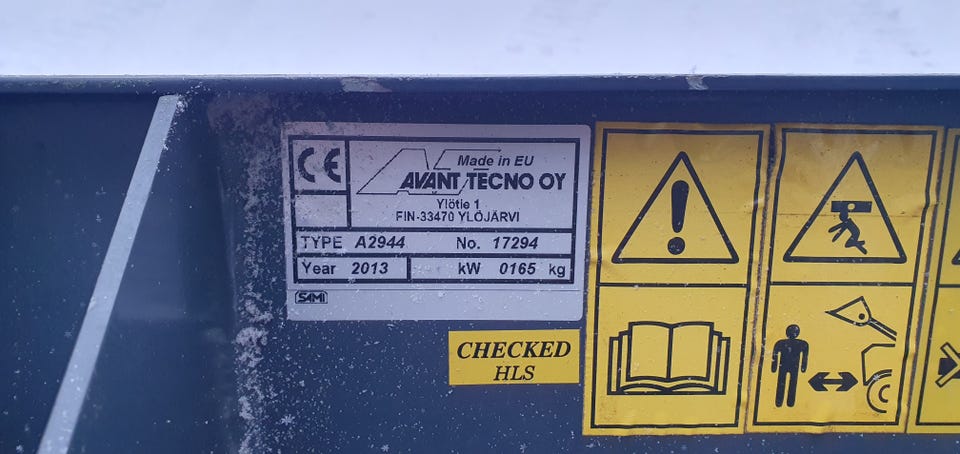 CE
Made in EU
AVANT TECNO OY
Ylötie 1
FIN-33470 YLÖJÄRVI
TYPE A2944 No. 17294
Year 2013 kW 0165 kg
SAMI
CHECKED
HLS